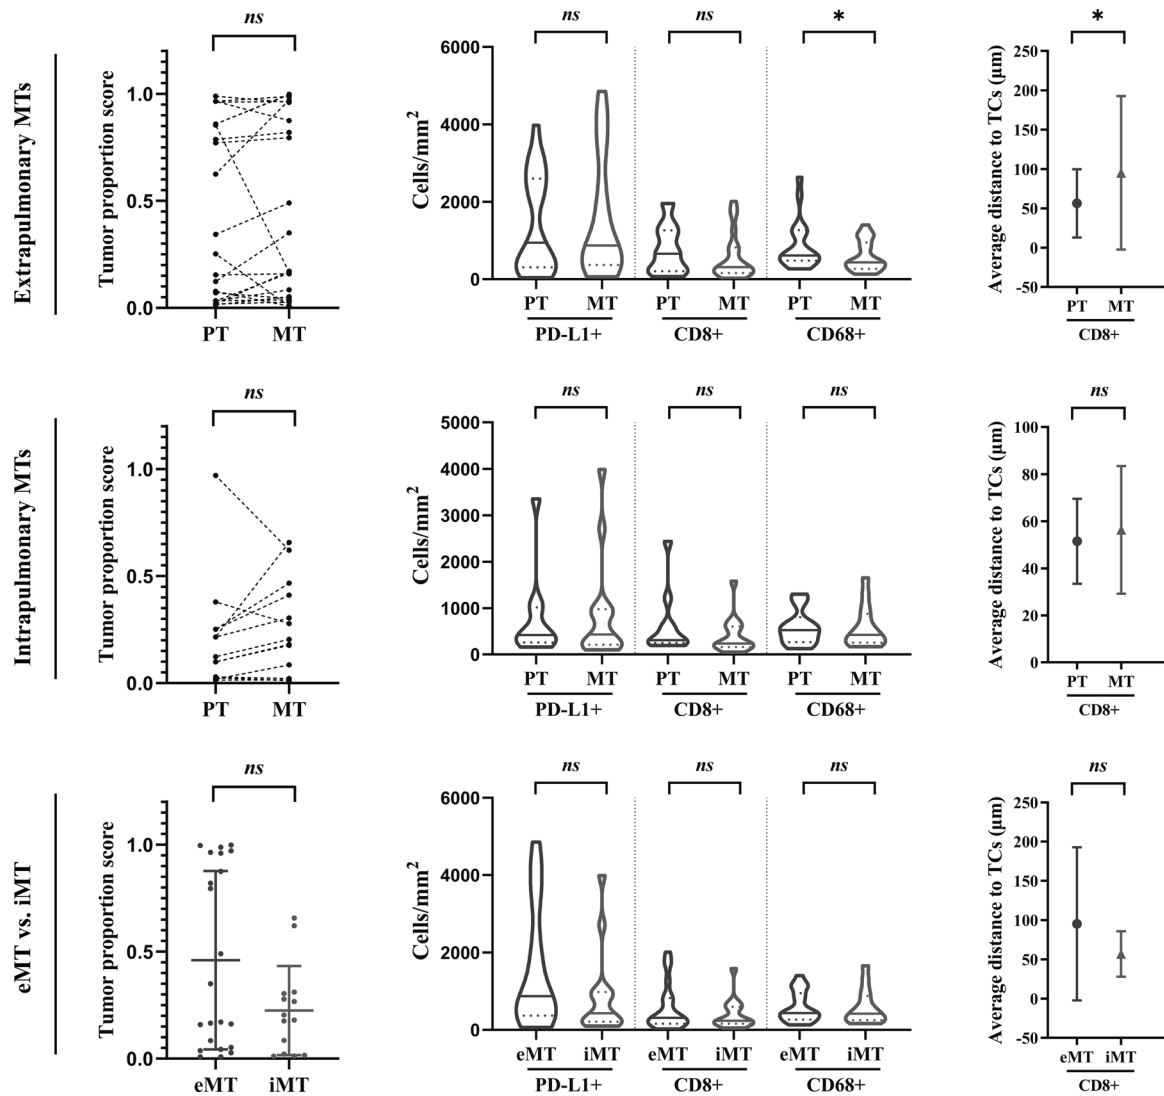 Extrapulmonary MTs
Tumor proportion score
1.0
0.5
0.0
ns
PT MT
Cells/mm²
6000
4000
2000
0
ns ns *
PT MT PT MT PT MT
PD-L1+ CD8+ CD68+
Average distance to TCs (µm)
250
200
150
100
50
0
-50
*
PT MT
CD8+
Intrapulmonary MTs
Tumor proportion score
1.0
0.5
0.0
ns
PT MT
Cells/mm²
5000
4000
3000
2000
1000
0
ns ns ns
PT MT PT MT PT MT
PD-L1+ CD8+ CD68+
Average distance to TCs (µm)
100
80
60
40
20
0
ns
PT MT
CD8+
eMT vs. iMT
Tumor proportion score
1.0
0.5
0.0
ns
eMT iMT
Cells/mm²
6000
4000
2000
0
ns ns ns
eMT iMT eMT iMT eMT iMT
PD-L1+ CD8+ CD68+
Average distance to TCs (µm)
250
200
150
100
50
0
-50
ns
eMT iMT
CD8+